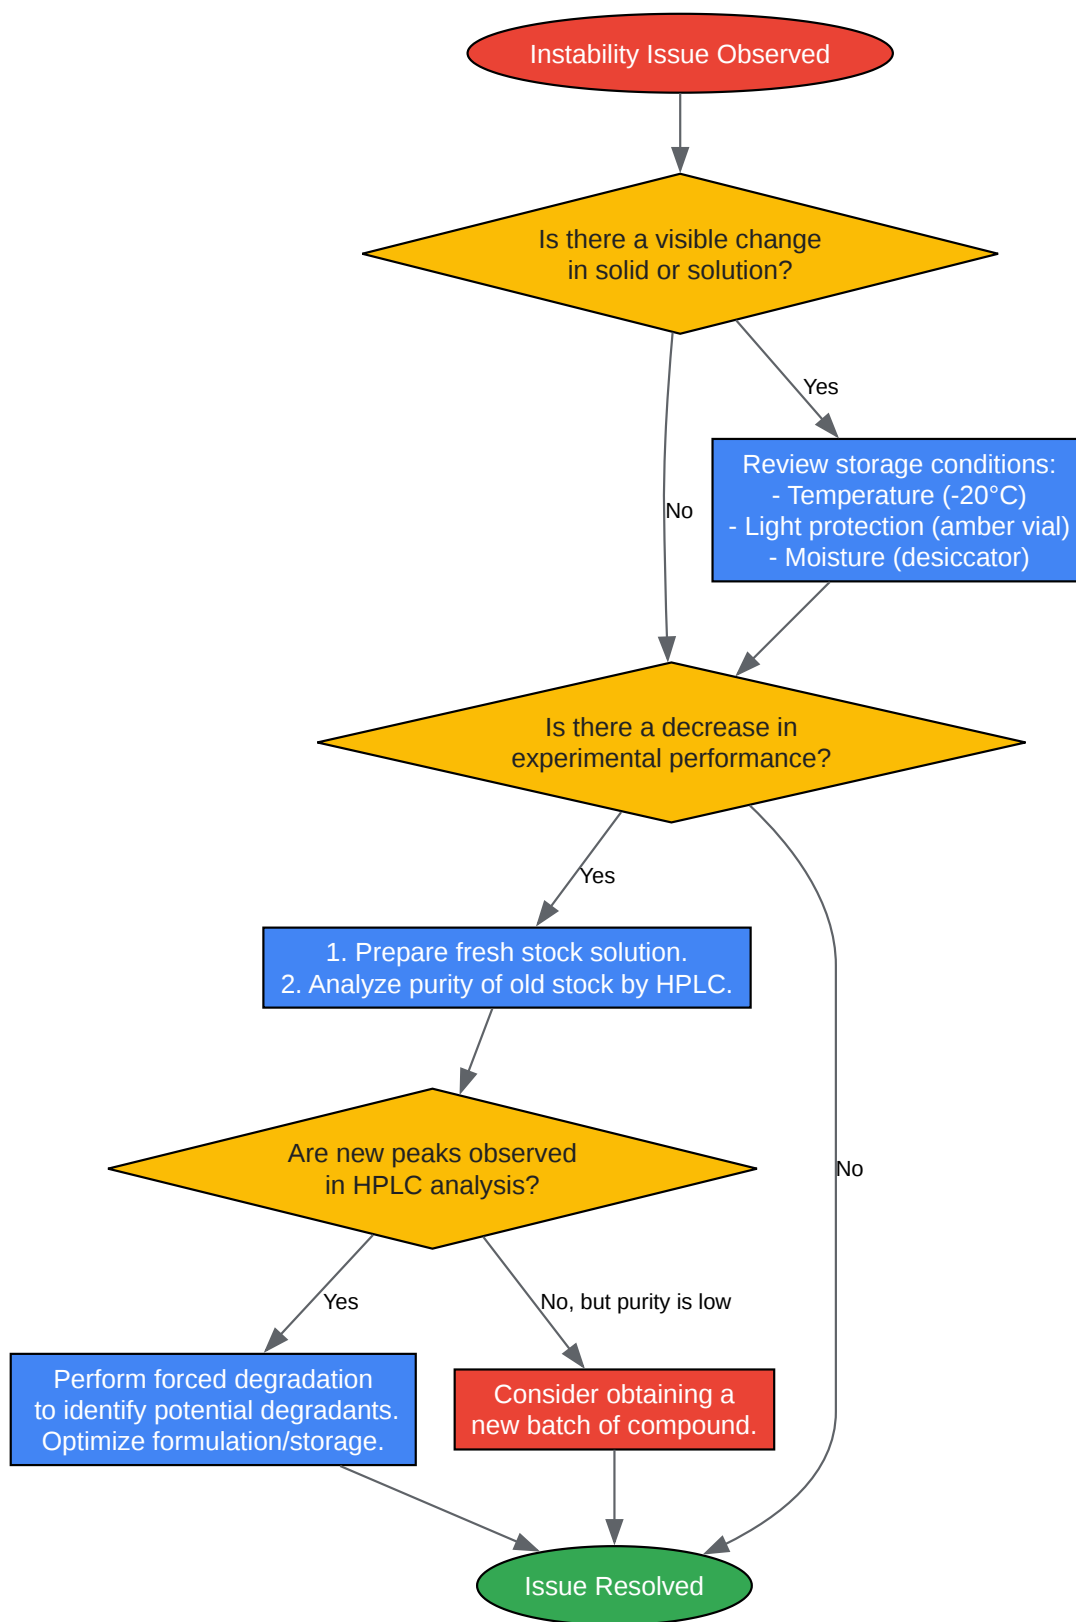 Instability Issue Observed
Is there a visible change
in solid or solution?
Yes
Review storage conditions:
- Temperature (-20°C)
- Light protection (amber vial)
- Moisture (desiccator)
No
Is there a decrease in
experimental performance?
Yes
1. Prepare fresh stock solution.
2. Analyze purity of old stock by HPLC.
Are new peaks observed
in HPLC analysis?
No
Yes
No, but purity is low
Perform forced degradation
to identify potential degradants.
Optimize formulation/storage.
Consider obtaining a
new batch of compound.
Issue Resolved